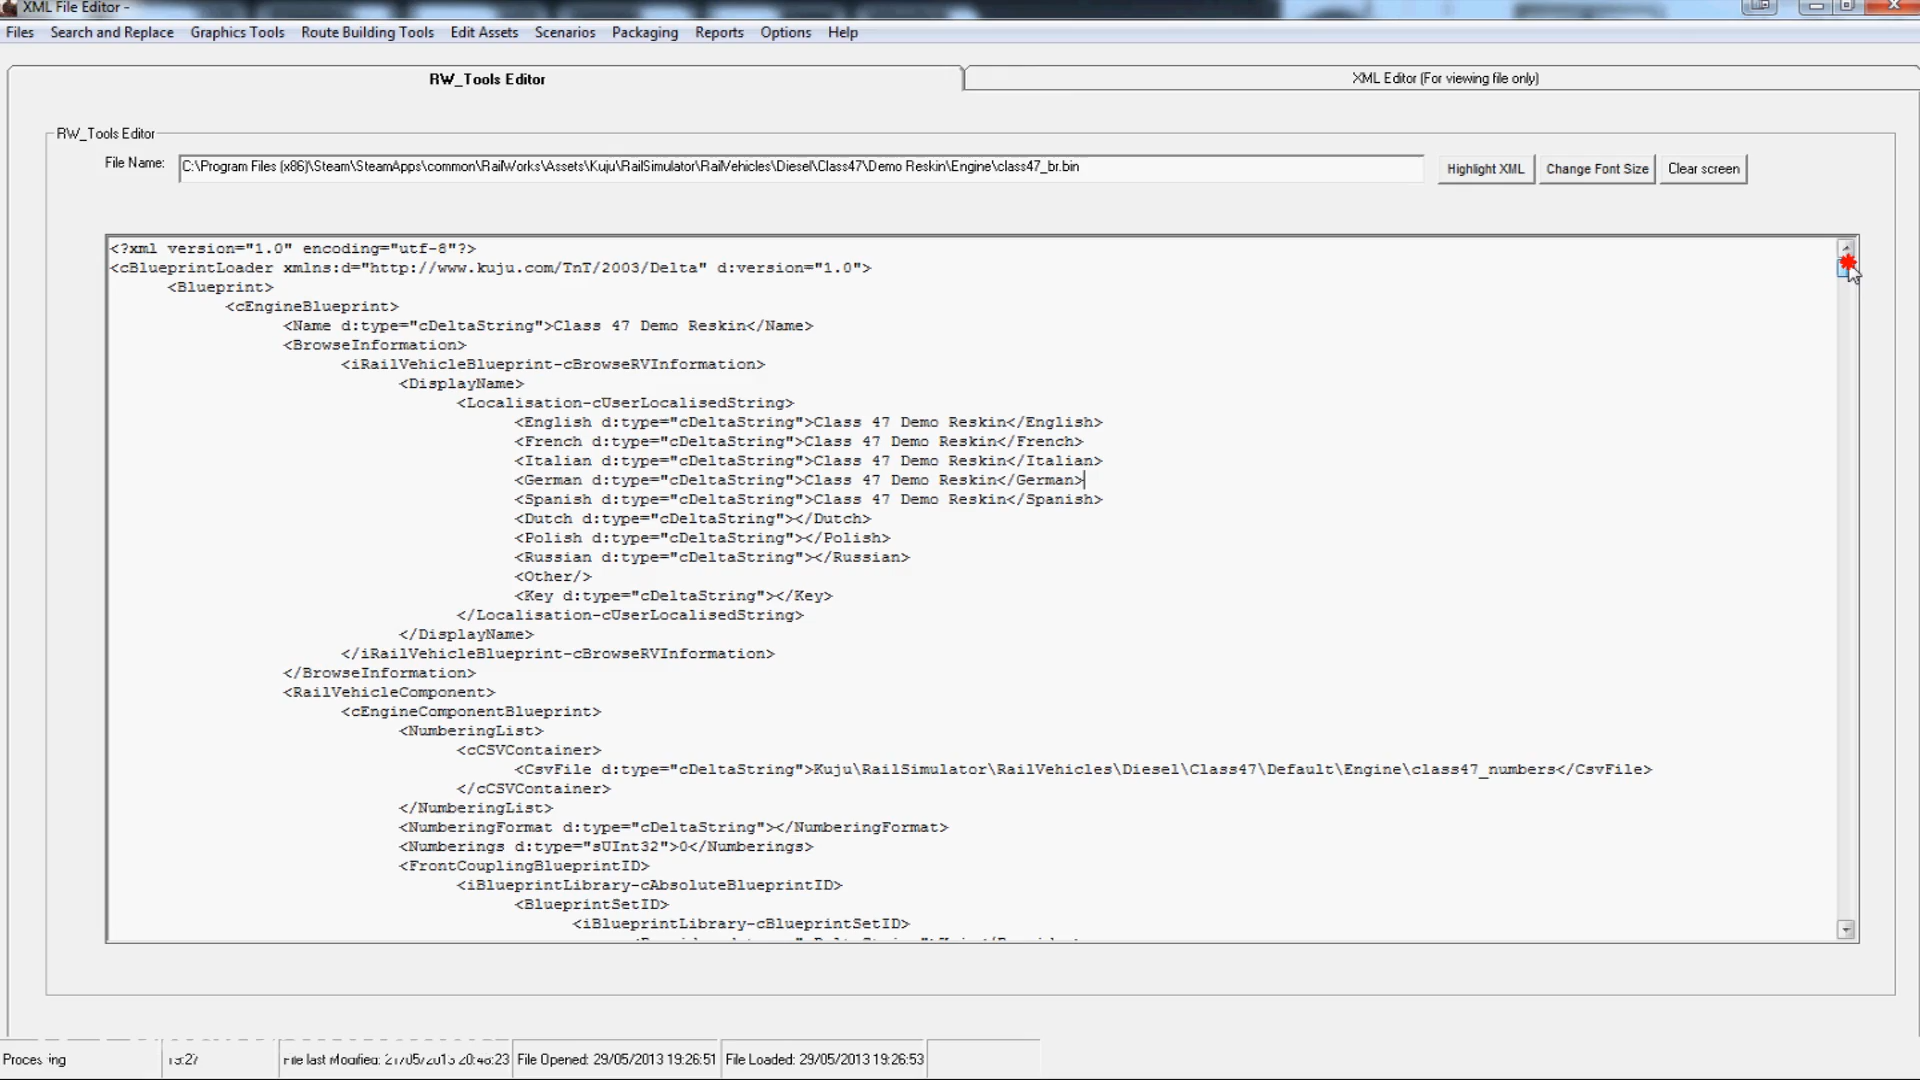 XML File Editor -
Files Search and Replace Graphics Tools Route Building Tools Edit Assets Scenarios Packaging Reports Options Help
RW_Tools Editor
XML Editor (For viewing file only)
RW_Tools Editor
File Name: C:\Program Files (x86)\Steam\SteamApps\common\RailWorks\Assets\Kuju\RailSimulator\RailVehicles\Diesel\Class47\Demo Reskin\Engine\class47_br.bin
Highlight XML Change Font Size Clear screen
<?xml version="1.0" encoding="utf-8"?>
<cBlueprintLoader xmlns:d="http://www.kuju.com/TnT/2003/Delta" d:version="1.0">
<Blueprint>
<cEngineBlueprint>
<Name d:type="cDeltaString">Class 47 Demo Reskin</Name>
<BrowseInformation>
<iRailVehicleBlueprint-cBrowseRVInformation>
<DisplayName>
<Localisation-cUserLocalisedString>
<English d:type="cDeltaString">Class 47 Demo Reskin</English>
<French d:type="cDeltaString">Class 47 Demo Reskin</French>
<Italian d:type="cDeltaString">Class 47 Demo Reskin</Italian>
<German d:type="cDeltaString">Class 47 Demo Reskin</German>
<Spanish d:type="cDeltaString">Class 47 Demo Reskin</Spanish>
<Dutch d:type="cDeltaString"></Dutch>
<Polish d:type="cDeltaString"></Polish>
<Russian d:type="cDeltaString"></Russian>
<Other/>
<Key d:type="cDeltaString"></Key>
</Localisation-cUserLocalisedString>
</DisplayName>
</iRailVehicleBlueprint-cBrowseRVInformation>
</BrowseInformation>
<RailVehicleComponent>
<cEngineComponentBlueprint>
<NumberingList>
<cCSVContainer>
<CsvFile d:type="cDeltaString">Kuju\RailSimulator\RailVehicles\Diesel\Class47\Default\Engine\class47_numbers</CsvFile>
</cCSVContainer>
</NumberingList>
<NumberingFormat d:type="cDeltaString"></NumberingFormat>
<Numberings d:type="sUInt32">0</Numberings>
<FrontCouplingBlueprintID>
<iBlueprintLibrary-cAbsoluteBlueprintID>
<BlueprintSetID>
<iBlueprintLibrary-cBlueprintSetID>
Processing
File last Modified:
File Opened: 29/05/2013 19:26:51
File Loaded: 29/05/2013 19:26:53